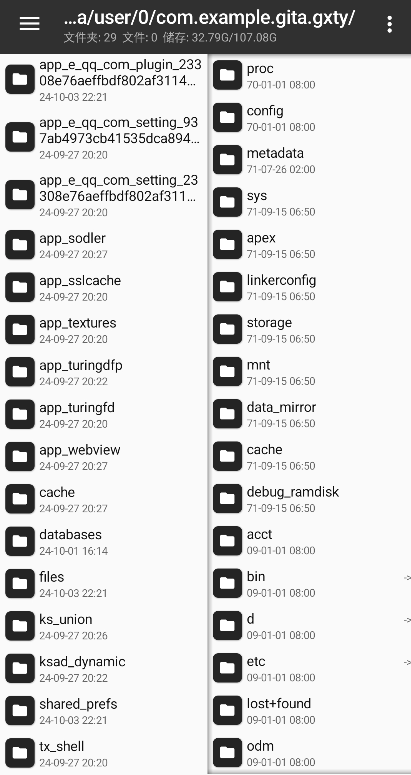 ...a/user/0/com.example.gita.gxty/
文件夹: 29 文件: 0 储存: 32.79G/107.08G
app_e_qq_com_plugin_233
08e76aeffbdf802af3114...
24-10-03 22:21
app_e_qq_com_setting_937
ab4973cb41535dca894...
24-09-27 20:20
app_e_qq_com_setting_23
308e76aeffbdf802af311...
24-09-27 20:20
app_sodler
24-09-27 20:27
app_sslcache
24-09-27 20:20
app_textures
24-09-27 20:20
app_turingdfp
24-09-27 20:22
app_turingfd
24-09-27 20:20
app_webview
24-09-27 20:27
cache
24-09-27 20:27
databases
24-10-01 16:14
files
24-10-03 22:21
ks_union
24-09-27 20:26
ksad_dynamic
24-09-27 20:22
shared_prefs
24-10-03 22:21
tx_shell
24-09-27 20:20
proc
70-01-01 08:00
config
70-01-01 08:00
metadata
71-07-26 02:00
sys
71-09-15 06:50
apex
71-09-15 06:50
linkerconfig
71-09-15 06:50
storage
71-09-15 06:50
mnt
71-09-15 06:50
data_mirror
71-09-15 06:50
cache
71-09-15 06:50
debug_ramdisk
71-09-15 06:50
acct
09-01-01 08:00
bin
->
09-01-01 08:00
d
->
09-01-01 08:00
etc
->
09-01-01 08:00
lost+found
09-01-01 08:00
odm
09-01-01 08:00